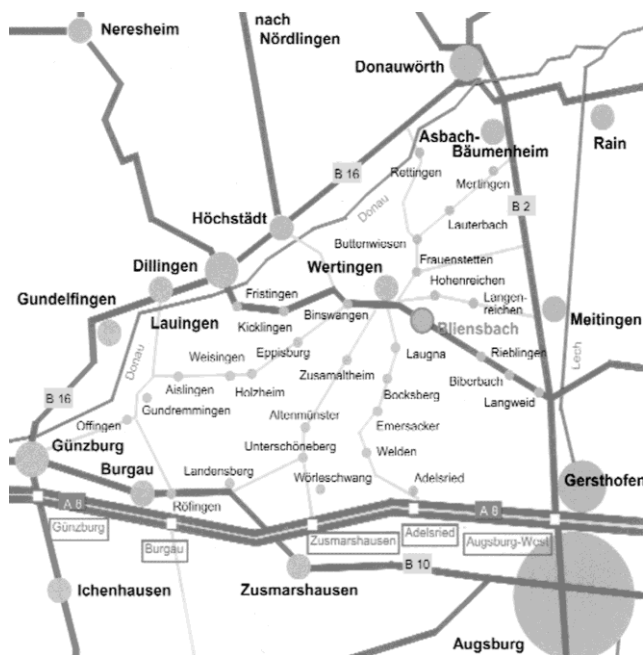 Neresheim
nach
Nördlingen
Donauwörth
Asbach-
Bäumenheim
Rain
Rettingen
Mertingen
B 16
Donau
B 2
Höchstädt
Lauterbach
Buttenwiesen
Frauenstetten
Dillingen
Wertingen
Hohenreichen
Gundelfingen
Fristingen
Langen-
reichen
Lauingen
Kicklingen
Binswangen
Bliensbach
Meitingen
Donau
Eppisburg
Weisingen
Laugna
Rieblingen
Lech
Zusamaltheim
Aislingen
Holzheim
Bocksberg
Biberbach
Langweid
B 16
Gundremmingen
Offingen
Altenmünster
Emersacker
Günzburg
Unterschöneberg
Welden
Burgau
Landensberg
Wörleschwang
Adelsried
Gersthofen
Röfingen
A 8
A 8
Günzburg
Burgau
Zusmarshausen
Adelsried
Augsburg-West
Ichenhausen
Zusmarshausen
B 10
Augsburg